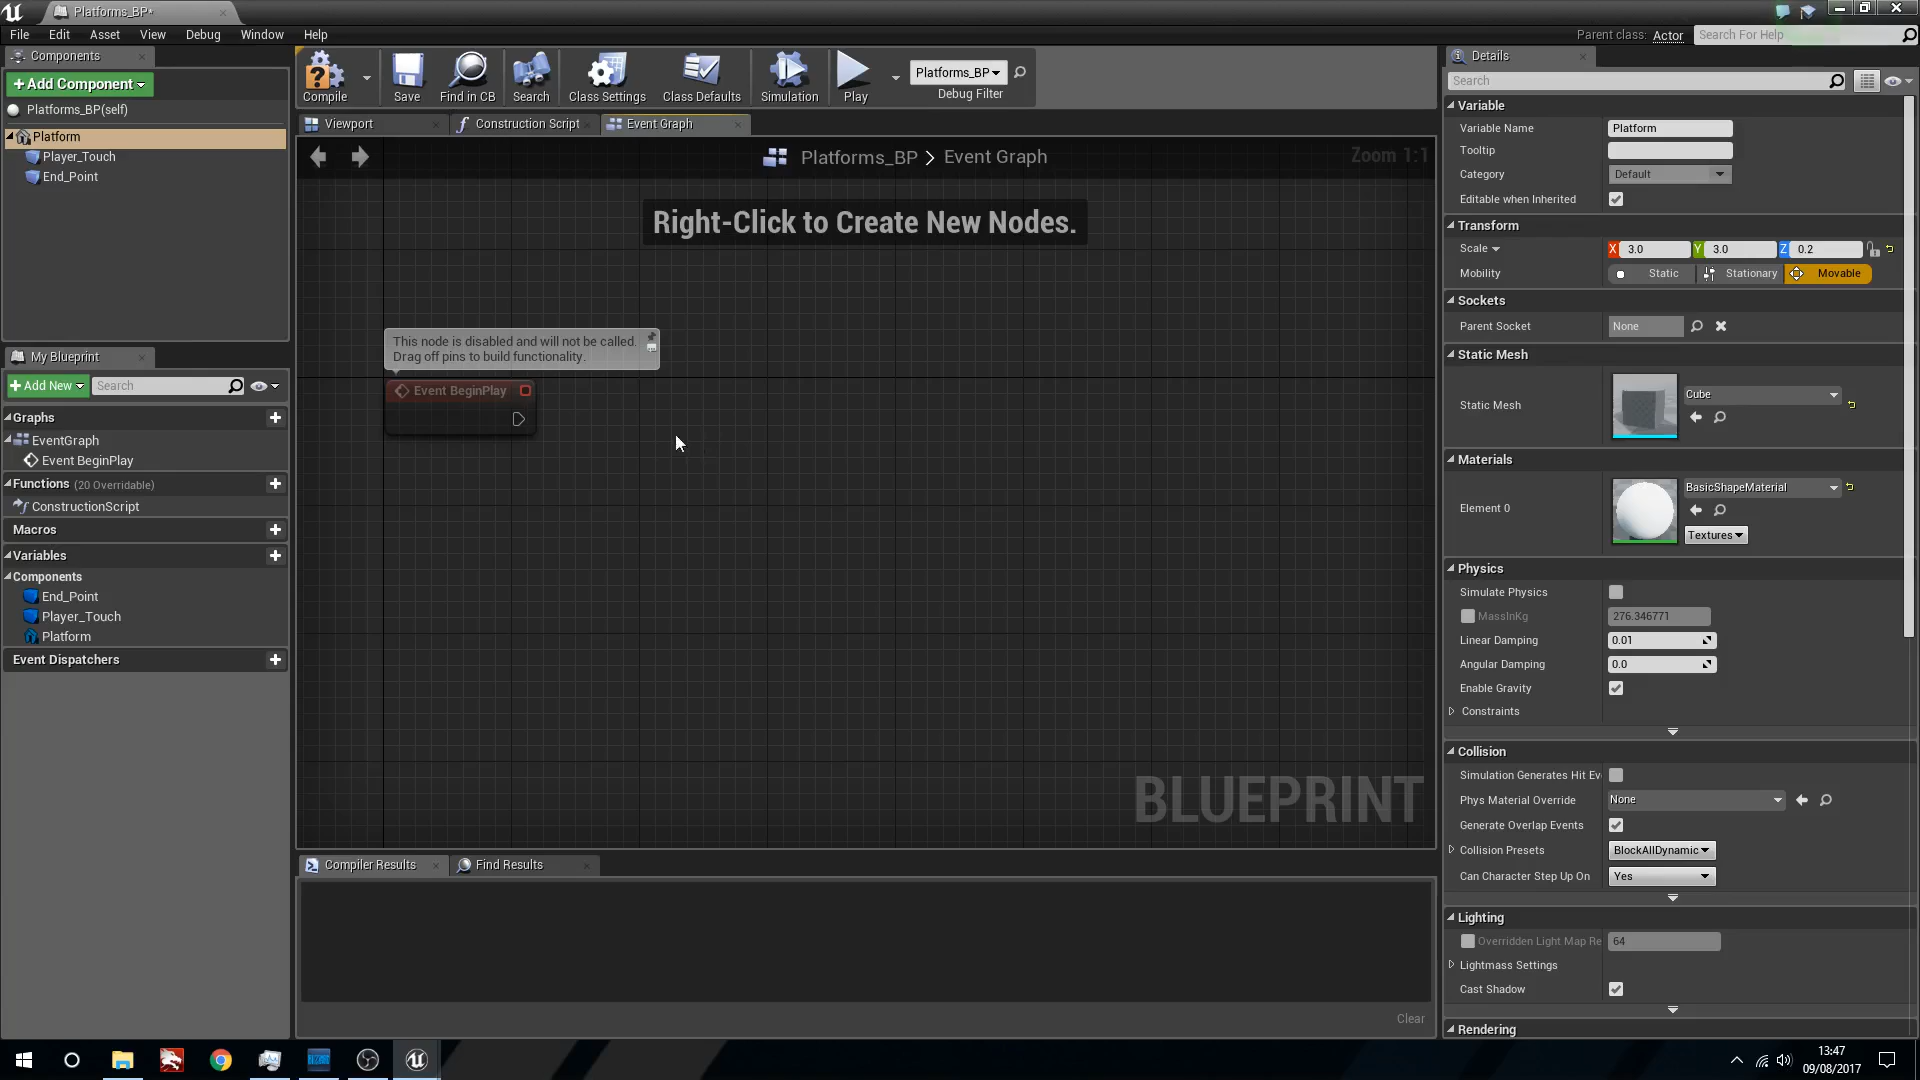 Platforms_BP*
File Edit Asset View Debug Window Help
Parent class: Actor
Search For Help
Components
+Add Component
Platforms_BP(self)
Platform
Player_Touch
End_Point
My Blueprint
+Add New
Search
Graphs
EventGraph
Event BeginPlay
Functions (20 Overridable)
ConstructionScript
Macros
Variables
Components
End_Point
Player_Touch
Platform
Event Dispatchers
Compile Save Find in CB Search Class Settings Class Defaults Simulation Play
Platforms_BP
Debug Filter
Viewport Construction Script Event Graph
Platforms_BP > Event Graph
Zoom 1:1
Right-Click to Create New Nodes.
This node is disabled and will not be called.
Drag off pins to build functionality.
Event BeginPlay
BLUEPRINT
Compiler Results Find Results
Clear
Details
Search
Variable
Variable Name Platform
Tooltip
Category Default
Editable when Inherited
Transform
Scale X 3.0 Y 3.0 Z 0.2
Mobility Static Stationary Movable
Sockets
Parent Socket None
Static Mesh
Static Mesh Cube
Materials
Element 0 BasicShapeMaterial
Textures
Physics
Simulate Physics
MassInKg 276.346771
Linear Damping 0.01
Angular Damping 0.0
Enable Gravity
Constraints
Collision
Simulation Generates Hit Ev
Phys Material Override None
Generate Overlap Events
Collision Presets BlockAllDynamic
Can Character Step Up On Yes
Lighting
Overridden Light Map Re 64
Lightmass Settings
Cast Shadow
Rendering
13:47
09/08/2017